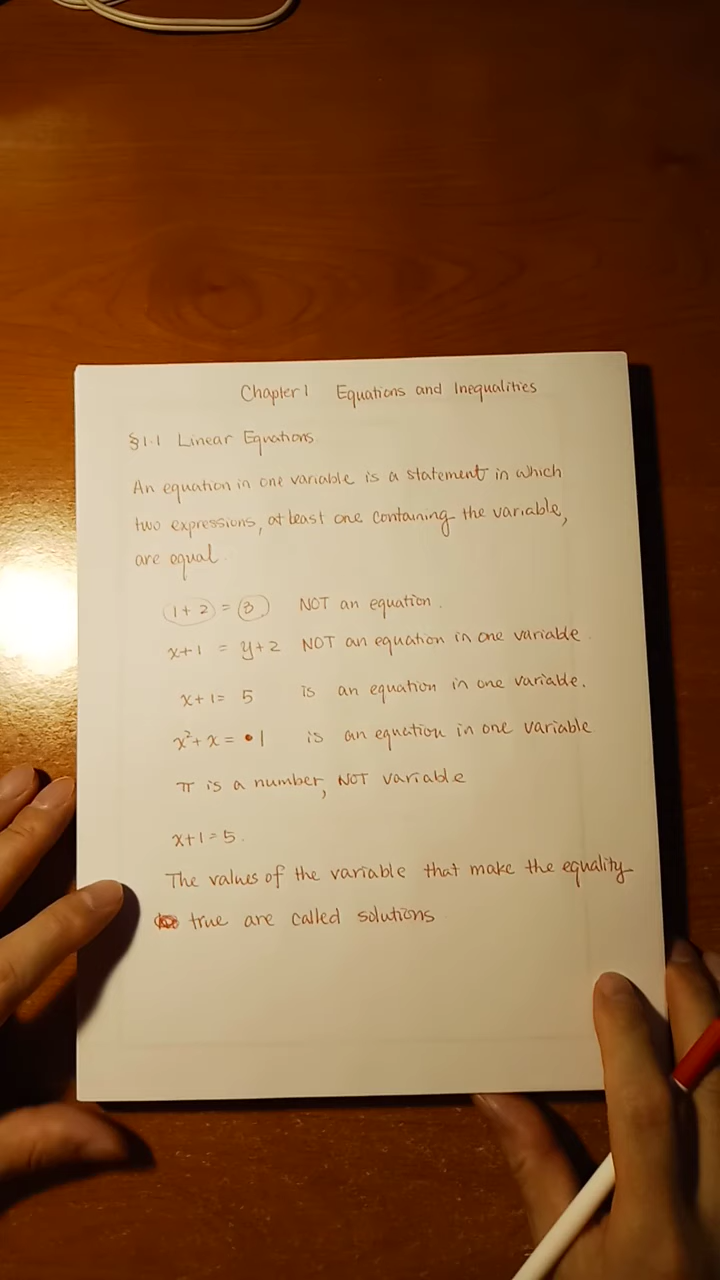 Chapter 1 Equations and Inequalities
§1.1 Linear Equations
An equation in one variable is a statement in which
two expressions, at least one containing the variable,
are equal.
1 + 2 = 3 NOT an equation.
x+1 = y+2 NOT an equation in one variable.
x+1 = 5 is an equation in one variable.
x²+x = 1 is an equation in one variable
π is a number, NOT variable
x+1=5.
The values of the variable that make the equality
true are called solutions